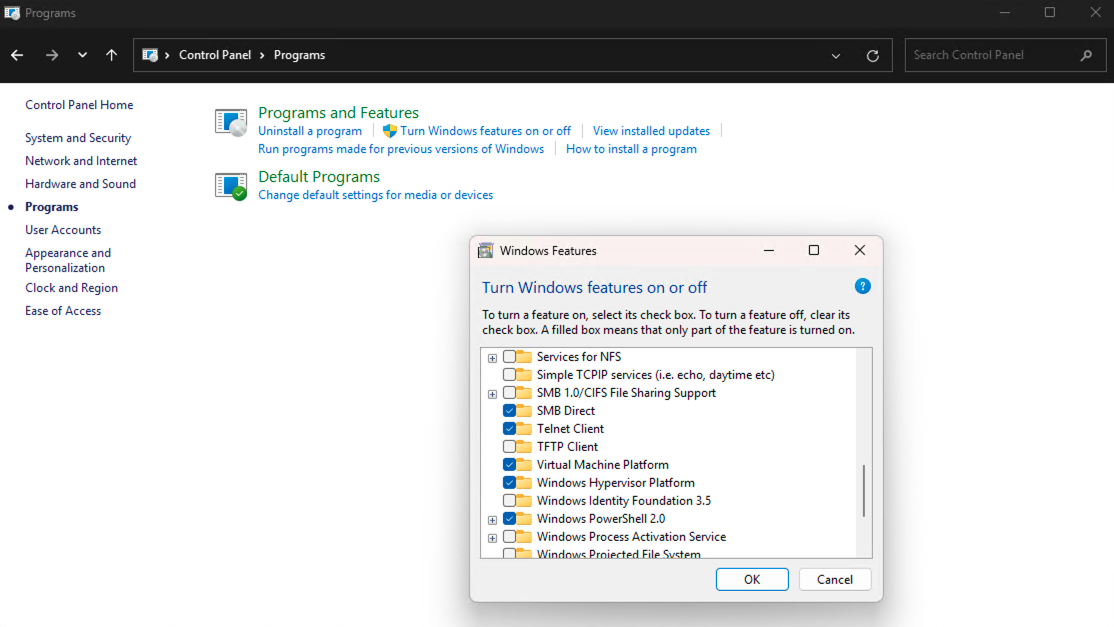 Programs
Control Panel > Programs
Search Control Panel
Control Panel Home
System and Security
Network and Internet
Hardware and Sound
Programs
User Accounts
Appearance and
Personalization
Clock and Region
Ease of Access
Programs and Features
Uninstall a program
Turn Windows features on or off
View installed updates
Run programs made for previous versions of Windows
How to install a program
Default Programs
Change default settings for media or devices
Windows Features
Turn Windows features on or off
?
To turn a feature on, select its check box. To turn a feature off, clear its
check box. A filled box means that only part of the feature is turned on.
Services for NFS
Simple TCPIP services (i.e. echo, daytime etc)
SMB 1.0/CIFS File Sharing Support
SMB Direct
Telnet Client
TFTP Client
Virtual Machine Platform
Windows Hypervisor Platform
Windows Identity Foundation 3.5
Windows PowerShell 2.0
Windows Process Activation Service
Windows Projected File System
OK
Cancel